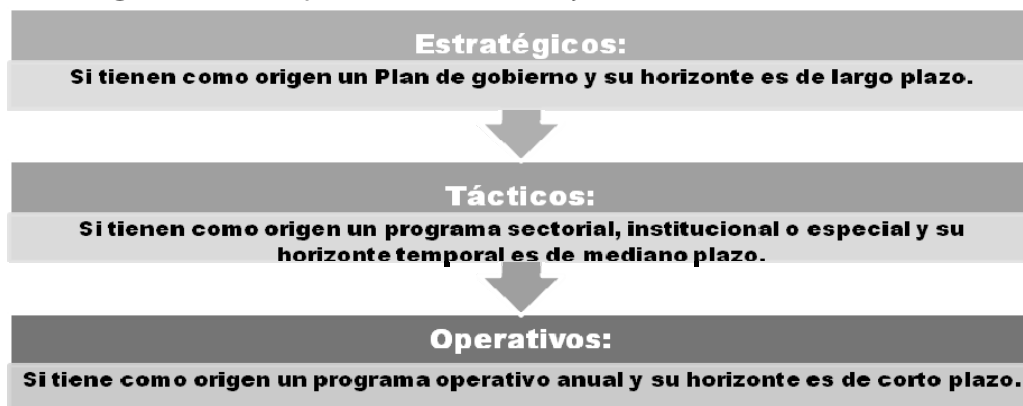 Estratégicos:
Si tienen como origen un Plan de gobierno y su horizonte es de largo plazo.
Tácticos:
Si tienen como origen un programa sectorial, institucional o especial y su
horizonte temporal es de mediano plazo.
Operativos:
Si tiene como origen un programa operativo anual y su horizonte es de corto plazo.